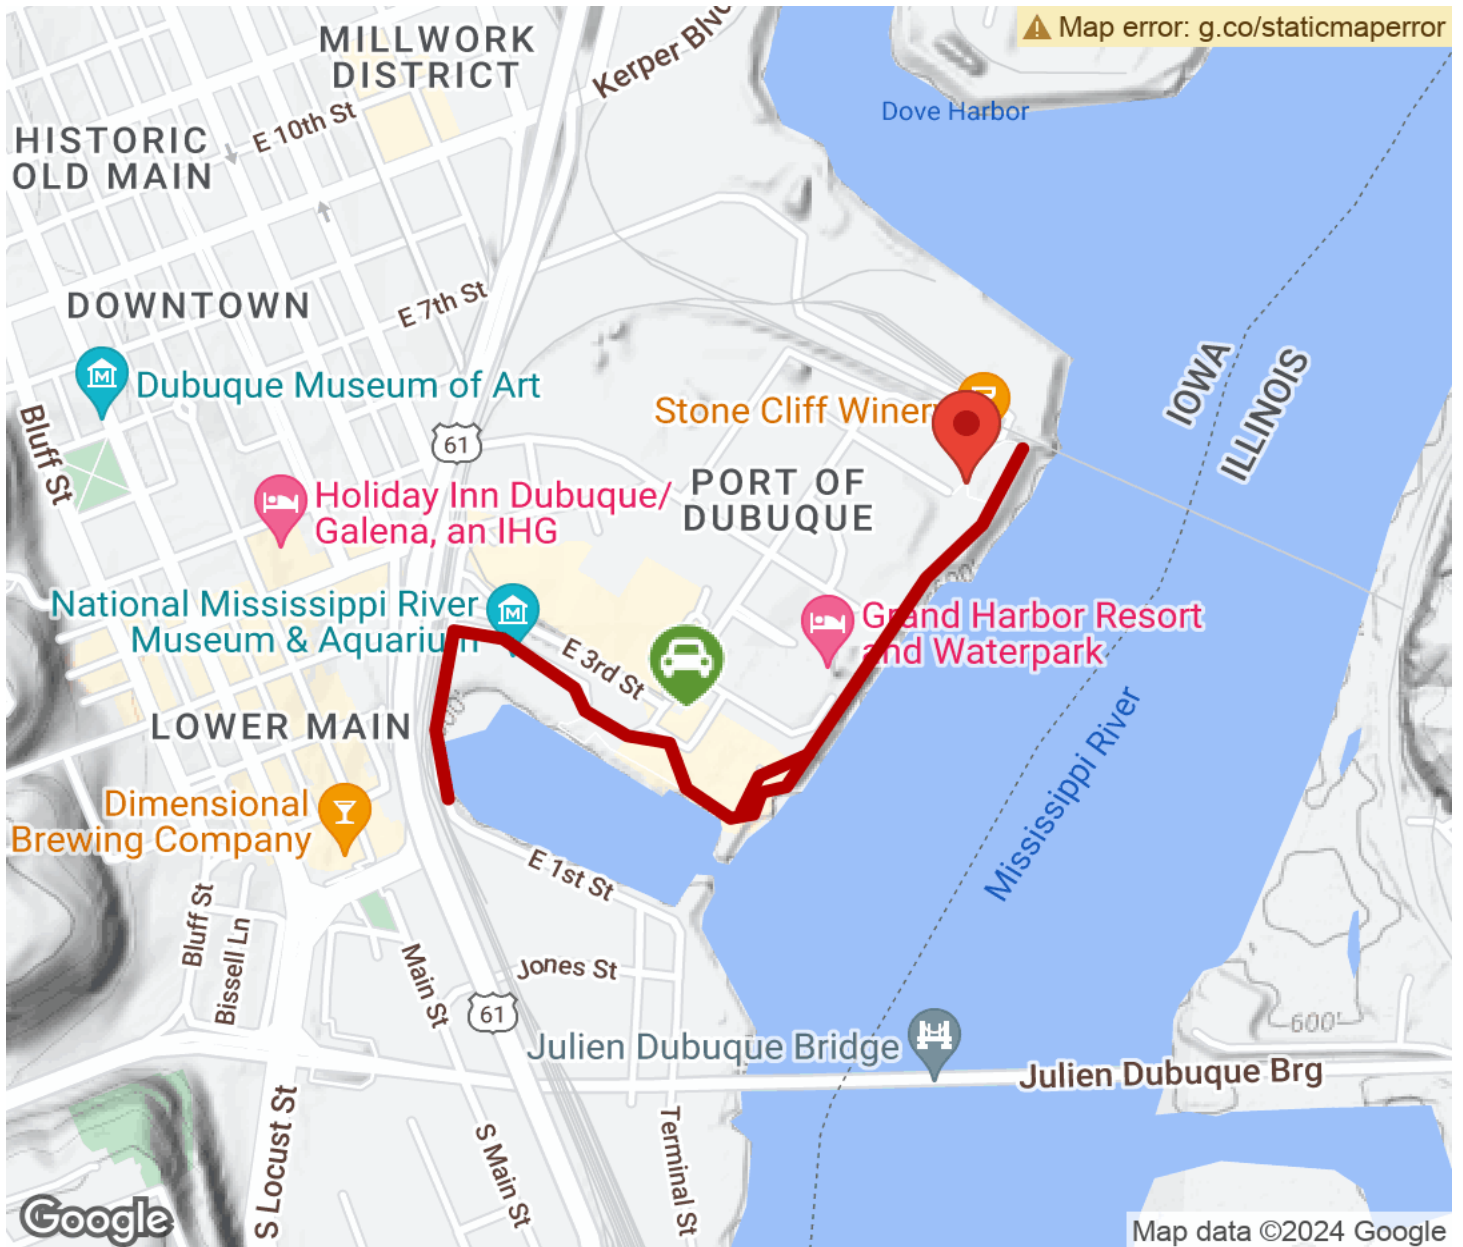 Map error: g.co/staticmaperror
MILLWORK
DISTRICT
Kerper Blvd
Dove Harbor
E 10th St
HISTORIC
OLD MAIN
E 7th St
DOWNTOWN
IOWA
ILLINOIS
Dubuque Museum of Art
Stone Cliff Winery
Bluff St
61
PORT OF
DUBUQUE
Holiday Inn Dubuque/
Galena, an IHG
National Mississippi River
Museum & Aquarium
Grand Harbor Resort
and Waterpark
E 3rd St
LOWER MAIN
Mississippi River
Dimensional
Brewing Company
E 1st St
Bluff St
Bissell Ln
Main St
Jones St
61
600'
Julien Dubuque Bridge
Julien Dubuque Brg
S Locust St
S Main St
Terminal St
Google
Map data ©2024 Google